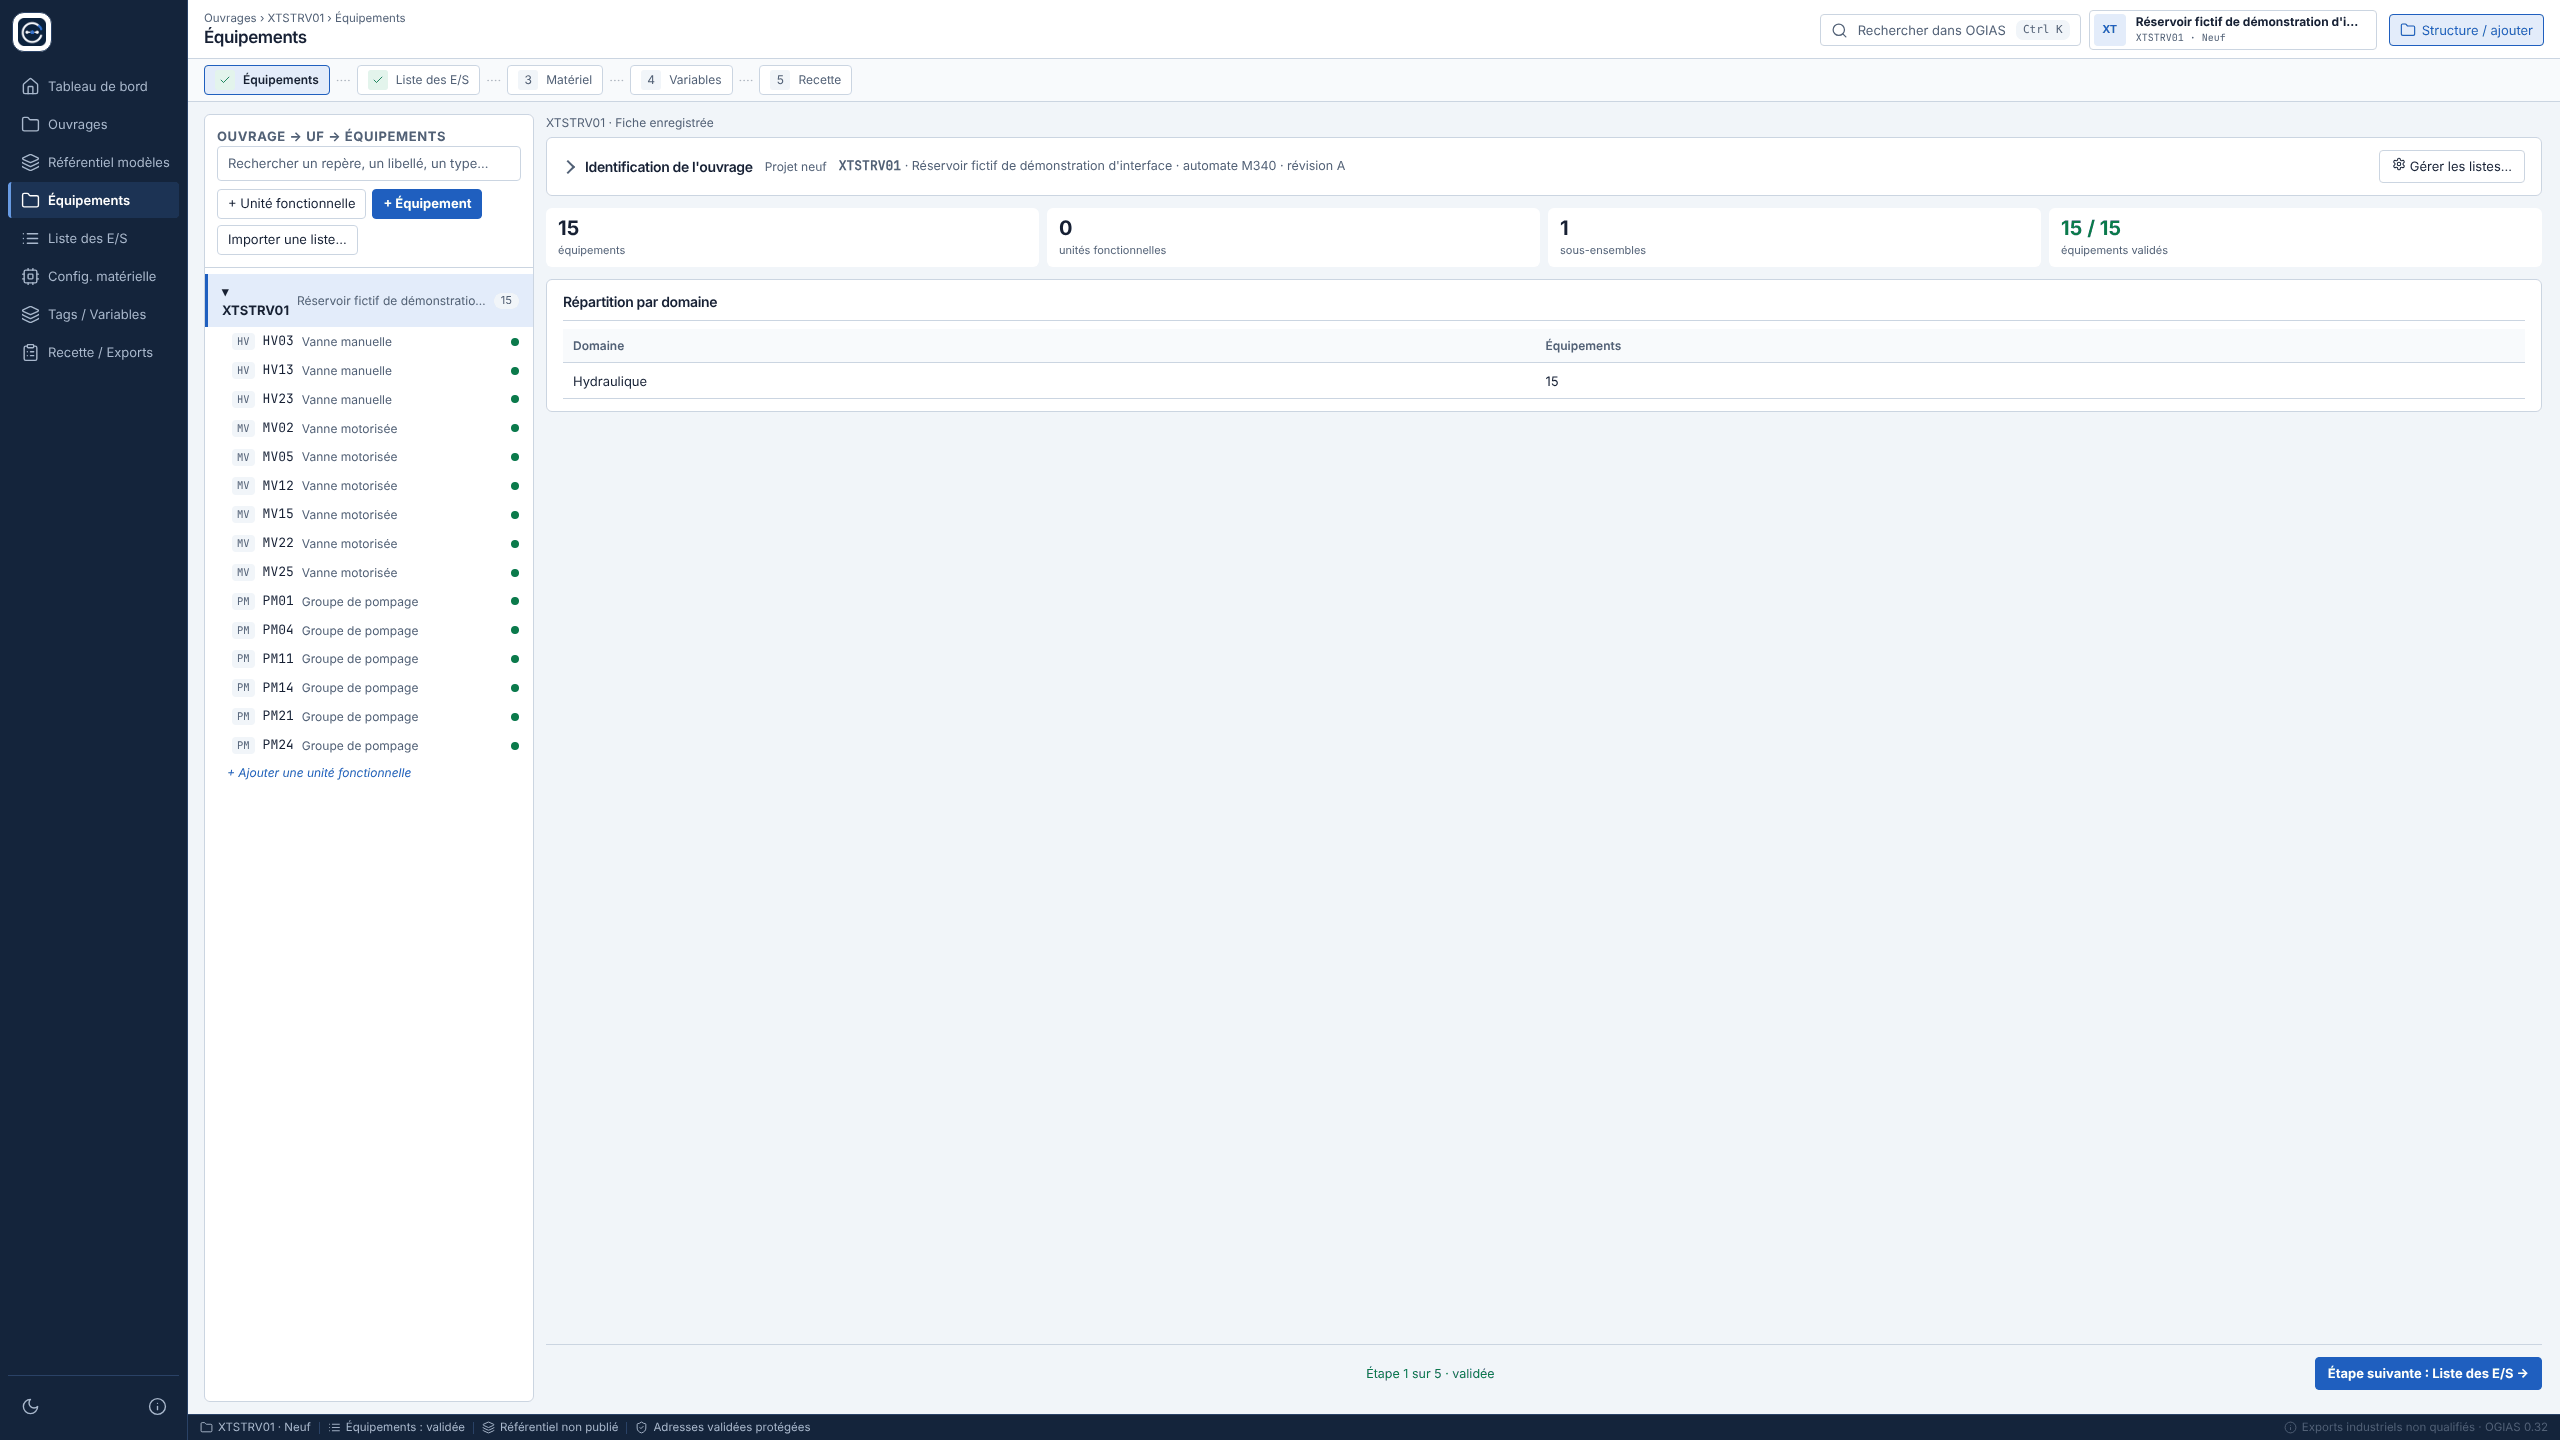 Ouvrages › XTSTRV01 › Équipements
Équipements
Rechercher dans OGIAS Ctrl K
XT Réservoir fictif de démonstration d'i...
XTSTRV01 · Neuf
Structure / ajouter
Tableau de bord
Ouvrages
Référentiel modèles
Équipements
Liste des E/S
Config. matérielle
Tags / Variables
Recette / Exports
Équipements
Liste des E/S
3 Matériel
4 Variables
5 Recette
OUVRAGE → UF → ÉQUIPEMENTS
Rechercher un repère, un libellé, un type...
+ Unité fonctionnelle
+ Équipement
Importer une liste...
▾
XTSTRV01 Réservoir fictif de démonstratio... 15
HV HV03 Vanne manuelle
HV HV13 Vanne manuelle
HV HV23 Vanne manuelle
MV MV02 Vanne motorisée
MV MV05 Vanne motorisée
MV MV12 Vanne motorisée
MV MV15 Vanne motorisée
MV MV22 Vanne motorisée
MV MV25 Vanne motorisée
PM PM01 Groupe de pompage
PM PM04 Groupe de pompage
PM PM11 Groupe de pompage
PM PM14 Groupe de pompage
PM PM21 Groupe de pompage
PM PM24 Groupe de pompage
+ Ajouter une unité fonctionnelle
XTSTRV01 · Fiche enregistrée
Identification de l'ouvrage Projet neuf XTSTRV01 · Réservoir fictif de démonstration d'interface · automate M340 · révision A
Gérer les listes...
15
équipements
0
unités fonctionnelles
1
sous-ensembles
15 / 15
équipements validés
Répartition par domaine
Domaine Équipements
Hydraulique 15
Étape 1 sur 5 · validée
Étape suivante : Liste des E/S →
XTSTRV01 · Neuf
Équipements : validée
Référentiel non publié
Adresses validées protégées
Exports industriels non qualifiés · OGIAS 0.32